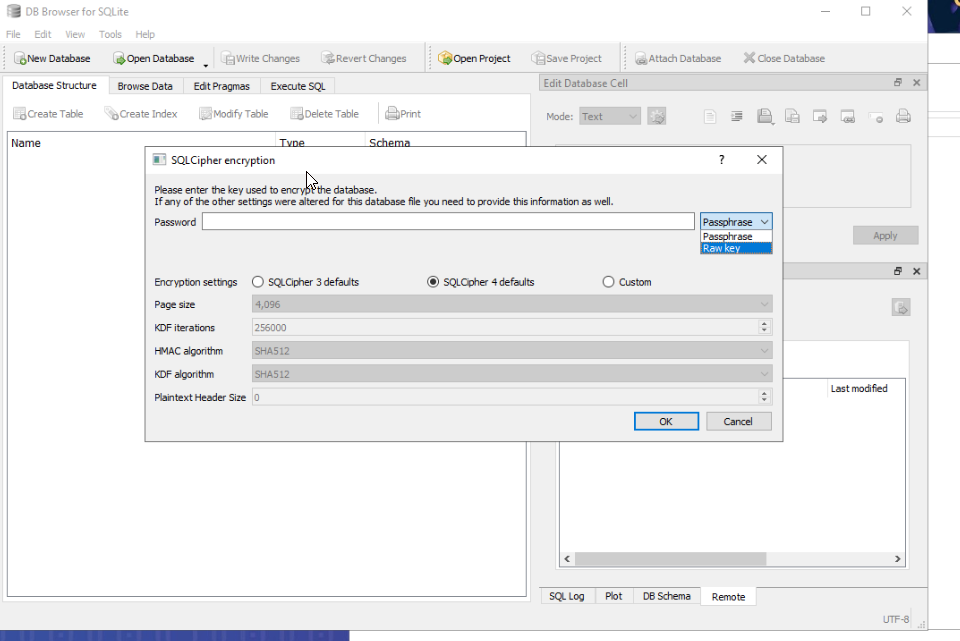 DB Browser for SQLite
File Edit View Tools Help
New Database Open Database Write Changes Revert Changes Open Project Save Project Attach Database Close Database
Database Structure Browse Data Edit Pragmas Execute SQL
Create Table Create Index Modify Table Delete Table Print
Name Type Schema
Edit Database Cell
Mode: Text
Apply
SQLCipher encryption ?
Please enter the key used to encrypt the database.
If any of the other settings were altered for this database file you need to provide this information as well.
Password Passphrase
Passphrase
Raw key
Encryption settings SQLCipher 3 defaults SQLCipher 4 defaults Custom
Page size 4,096
KDF iterations 256000
HMAC algorithm SHA512
KDF algorithm SHA512
Plaintext Header Size 0
OK Cancel
Last modified
SQL Log Plot DB Schema Remote
UTF-8